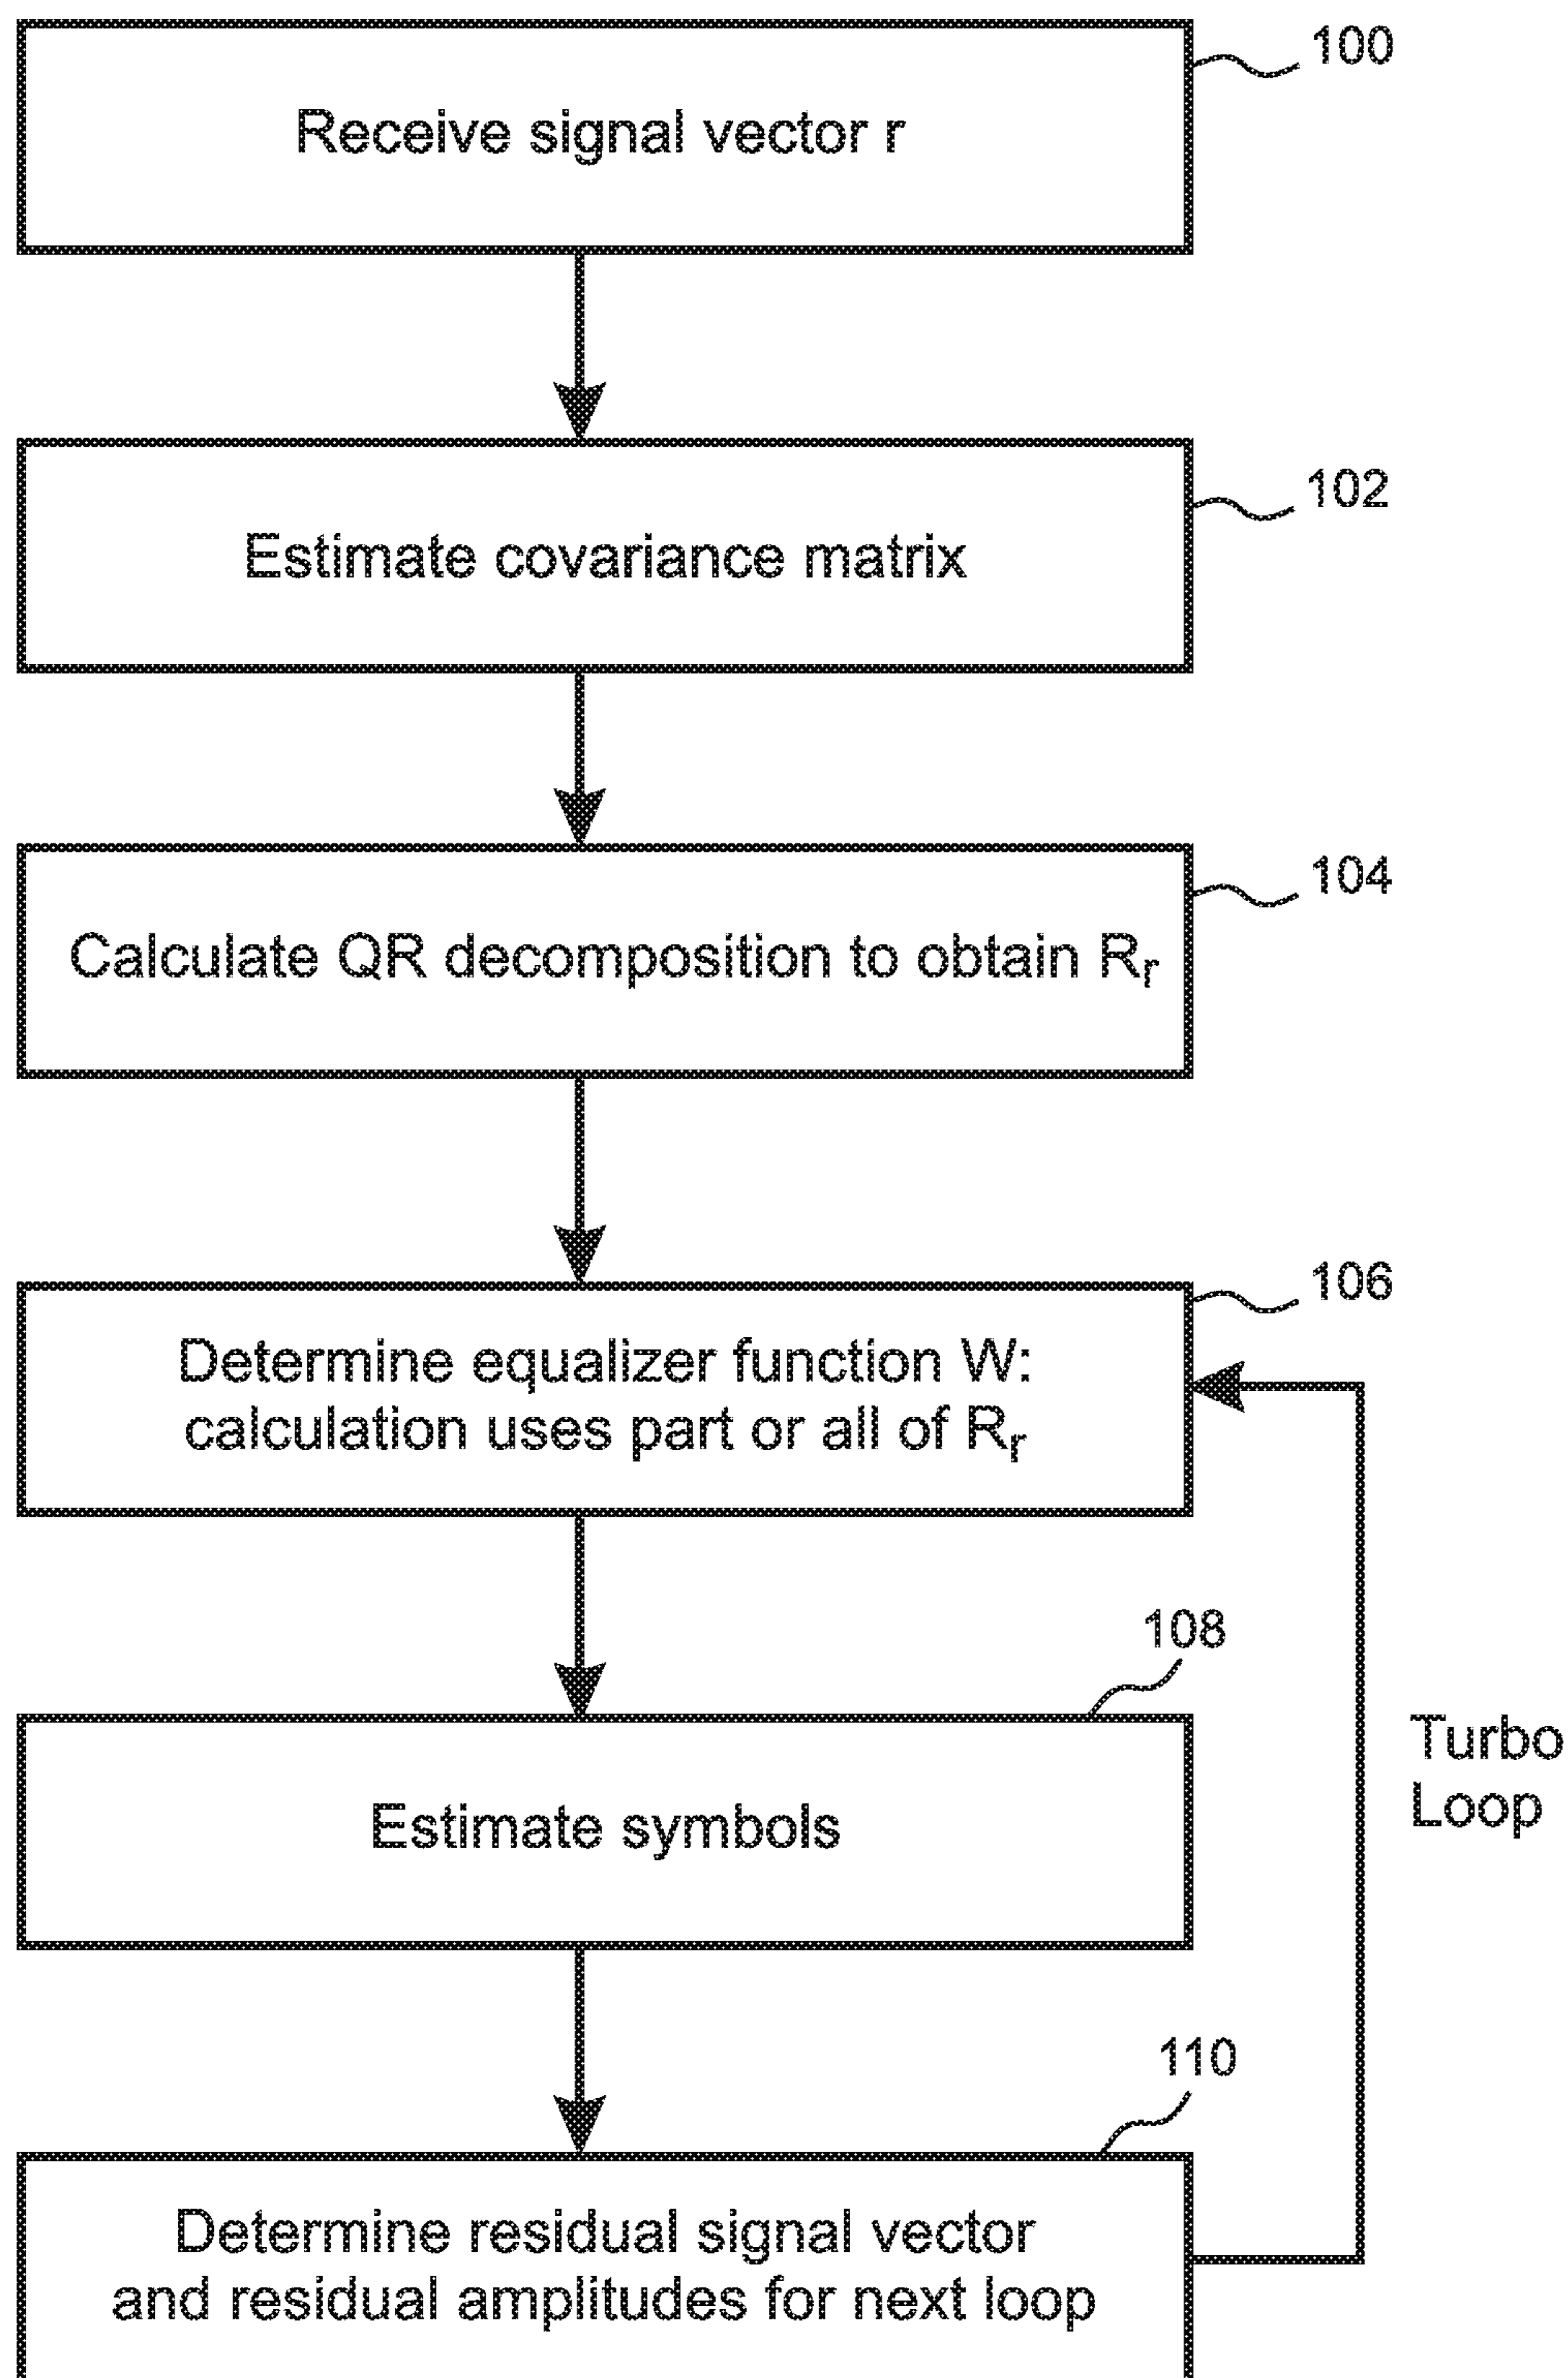 100
Receive signal vector r
102
Estimate covariance matrix
104
Calculate QR decomposition to obtain Rr
106
Determine equalizer function W:
calculation uses part or all of Rr
108
Estimate symbols
Turbo
Loop
110
Determine residual signal vector
and residual amplitudes for next loop